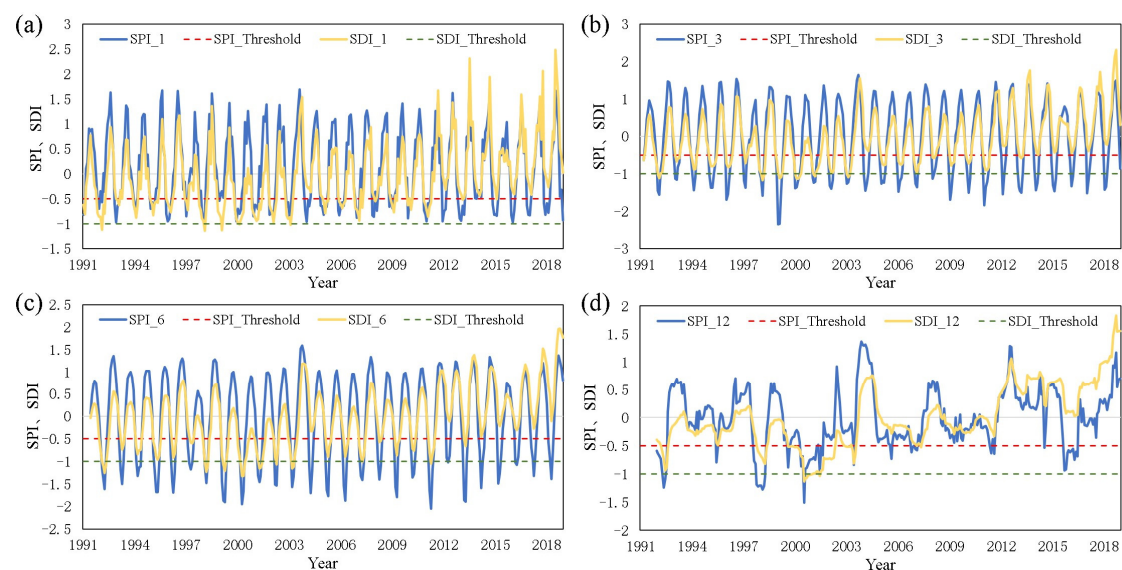 (a)
SPI_1 SPI_Threshold SDI_1 SDI_Threshold
3
2.5
2
1.5
1
0.5
0
−0.5
−1
−1.5
SPI、SDI
1991 1994 1997 2000 2003 2006 2009 2012 2015 2018
Year
(b)
SPI_3 SPI_Threshold SDI_3 SDI_Threshold
3
2
1
0
−1
−2
−3
SPI、SDI
1991 1994 1997 2000 2003 2006 2009 2012 2015 2018
Year
(c)
SPI_6 SPI_Threshold SDI_6 SDI_Threshold
2.5
2
1.5
1
0.5
0
−0.5
−1
−1.5
−2
−2.5
SPI、SDI
1991 1994 1997 2000 2003 2006 2009 2012 2015 2018
Year
(d)
SPI_12 SPI_Threshold SDI_12 SDI_Threshold
2
1.5
1
0.5
0
−0.5
−1
−1.5
−2
SPI、SDI
1991 1994 1997 2000 2003 2006 2009 2012 2015 2018
Year